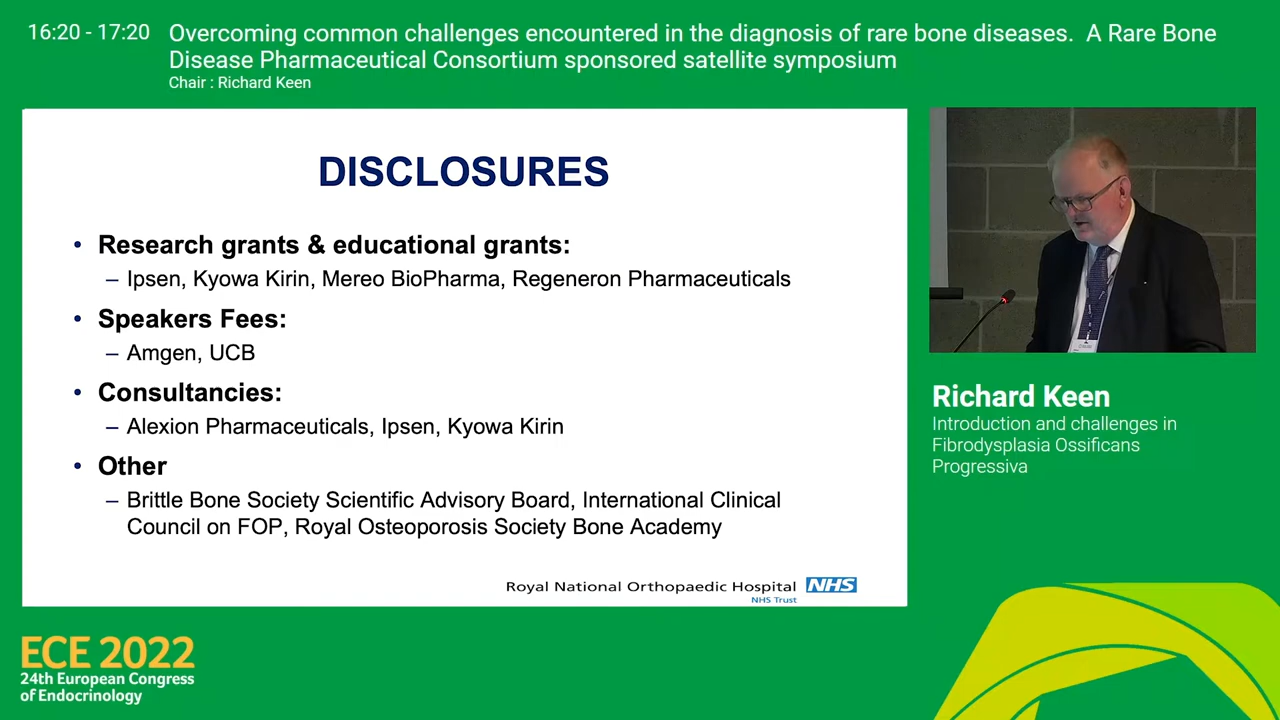 16:20 - 17:20
Overcoming common challenges encountered in the diagnosis of rare bone diseases.  A Rare Bone
Disease Pharmaceutical Consortium sponsored satellite symposium
Chair : Richard Keen
DISCLOSURES
• Research grants & educational grants:
– Ipsen, Kyowa Kirin, Mereo BioPharma, Regeneron Pharmaceuticals
• Speakers Fees:
– Amgen, UCB
• Consultancies:
– Alexion Pharmaceuticals, Ipsen, Kyowa Kirin
• Other
– Brittle Bone Society Scientific Advisory Board, International Clinical
Council on FOP, Royal Osteoporosis Society Bone Academy
Royal National Orthopaedic Hospital NHS
NHS Trust
Richard Keen
Introduction and challenges in
Fibrodysplasia Ossificans
Progressiva
ECE 2022
24th European Congress
of Endocrinology